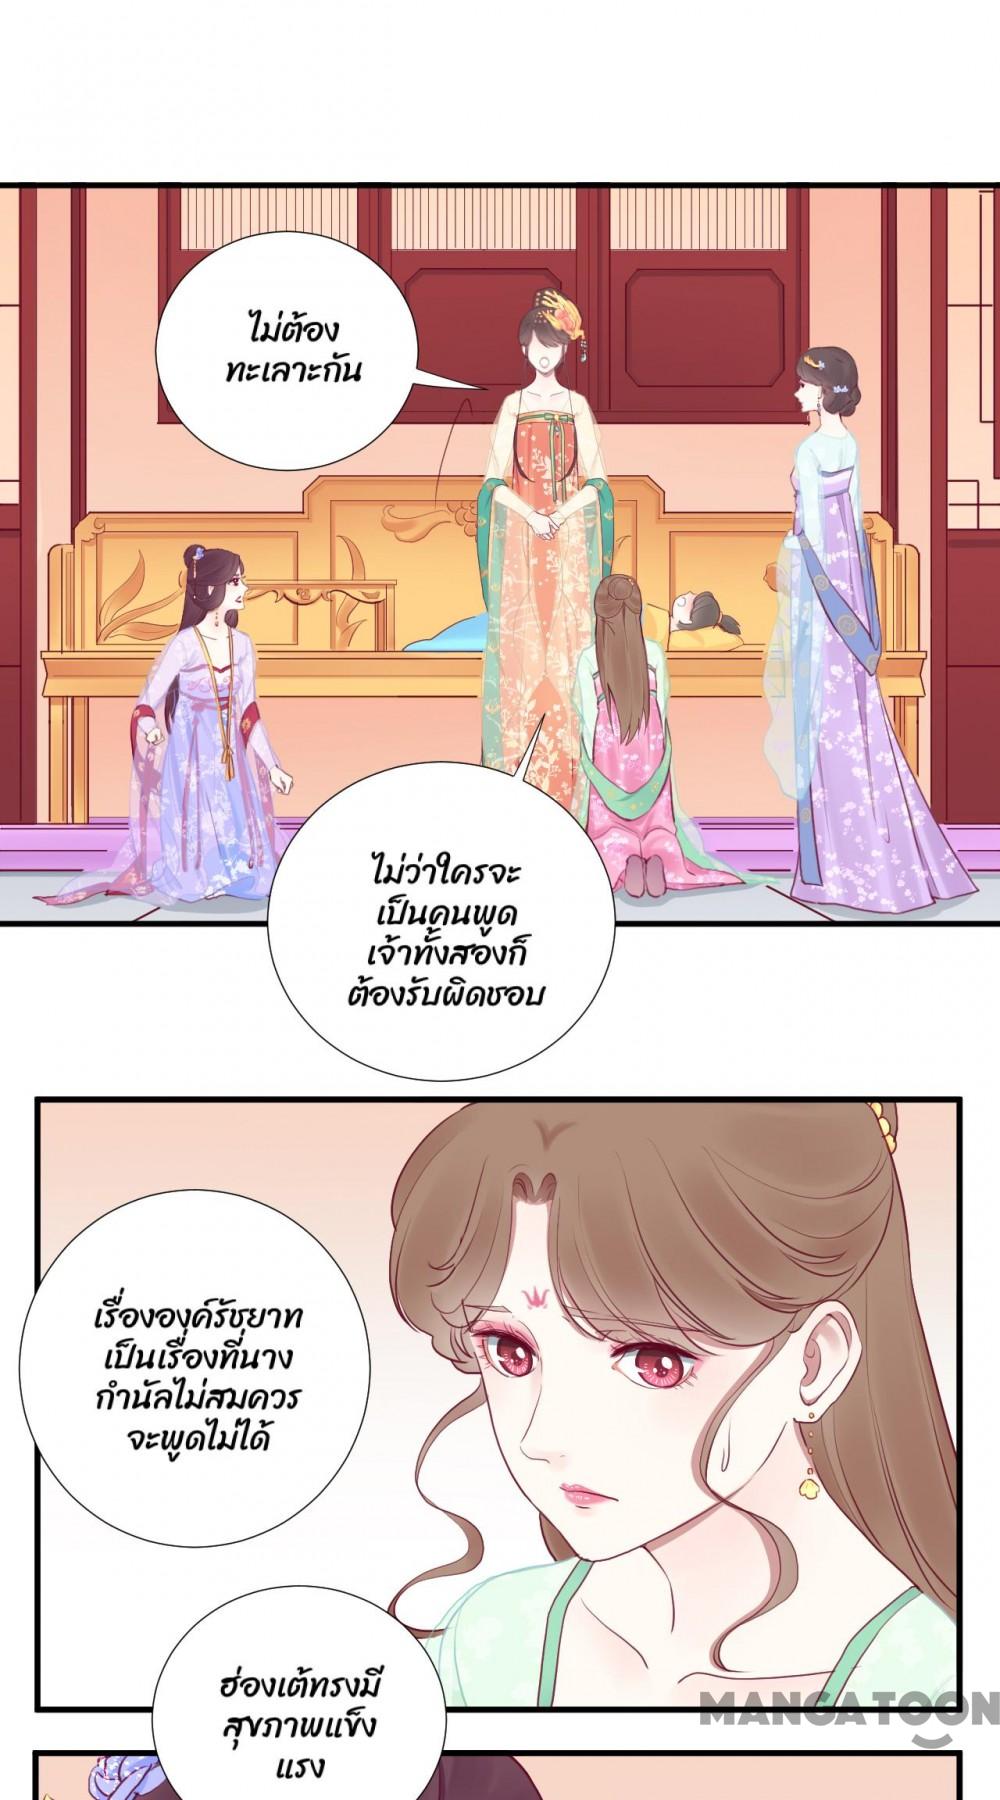 ไม่ต้อง
ทะเลาะกัน
ไม่ว่าใครจะ
เป็นคนพูด
เจ้าทั้งสองก็
ต้องรับผิดชอบ
เรื่ององค์รัชยาท
เป็นเรื่องที่นาง
กำนัลไม่สมควร
จะพูดไม่ได้
ฮ่องเต้ทรงมี
สุขภาพแข็ง
แรง
MANGATOON